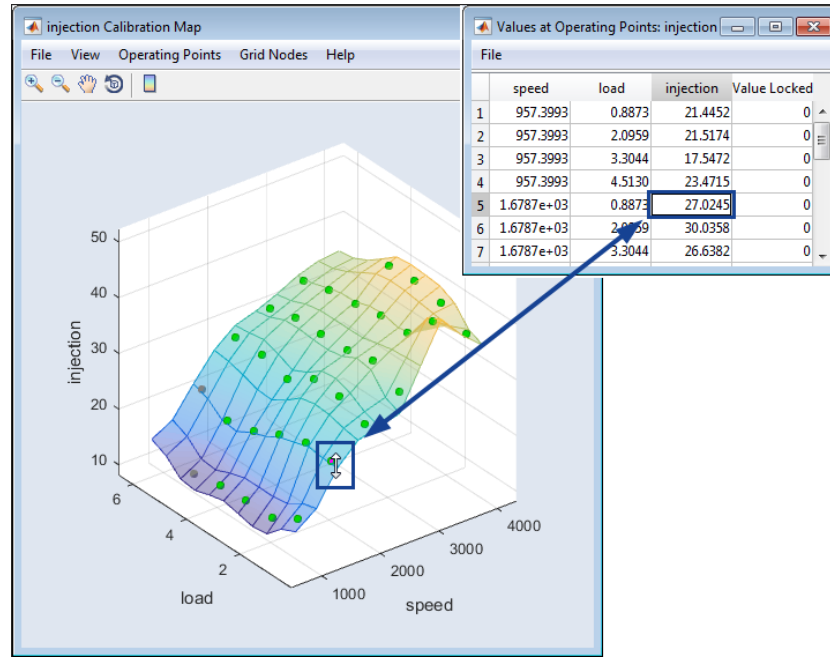 injection Calibration Map
File View Operating Points Grid Nodes Help
50
40
30
20
10
injection
6
4
2
load
1000
2000
3000
4000
speed
Values at Operating Points: injection
File
speed load injection Value Locked
1 957.3993 0.8873 21.4452 0
2 957.3993 2.0959 21.5174 0
3 957.3993 3.3044 17.5472 0
4 957.3993 4.5130 23.4715 0
5 1.6787e+03 0.8873 27.0245 0
6 1.6787e+03 2.0959 30.0358 0
7 1.6787e+03 3.3044 26.6382 0